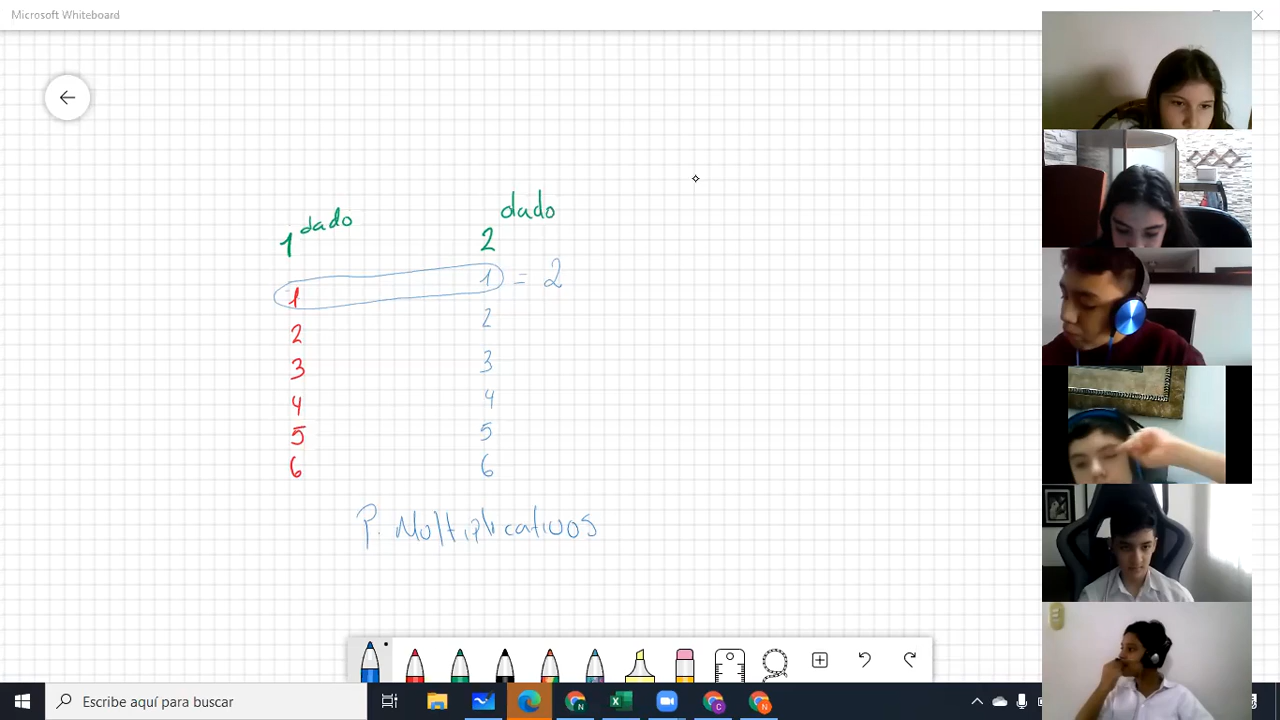 Microsoft Whiteboard
1 dado
dado 2
1 1 = 2
2 2
3 3
4 4
5 5
6 6
P. Multiplicativos
Escribe aquí para buscar